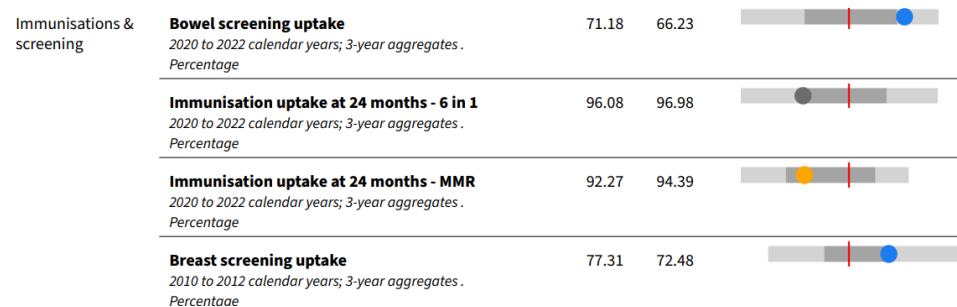 Immunisations &
screening
Bowel screening uptake 71.18 66.23
2020 to 2022 calendar years; 3-year aggregates .
Percentage
Immunisation uptake at 24 months - 6 in 1 96.08 96.98
2020 to 2022 calendar years; 3-year aggregates .
Percentage
Immunisation uptake at 24 months - MMR 92.27 94.39
2020 to 2022 calendar years; 3-year aggregates .
Percentage
Breast screening uptake 77.31 72.48
2010 to 2012 calendar years; 3-year aggregates .
Percentage